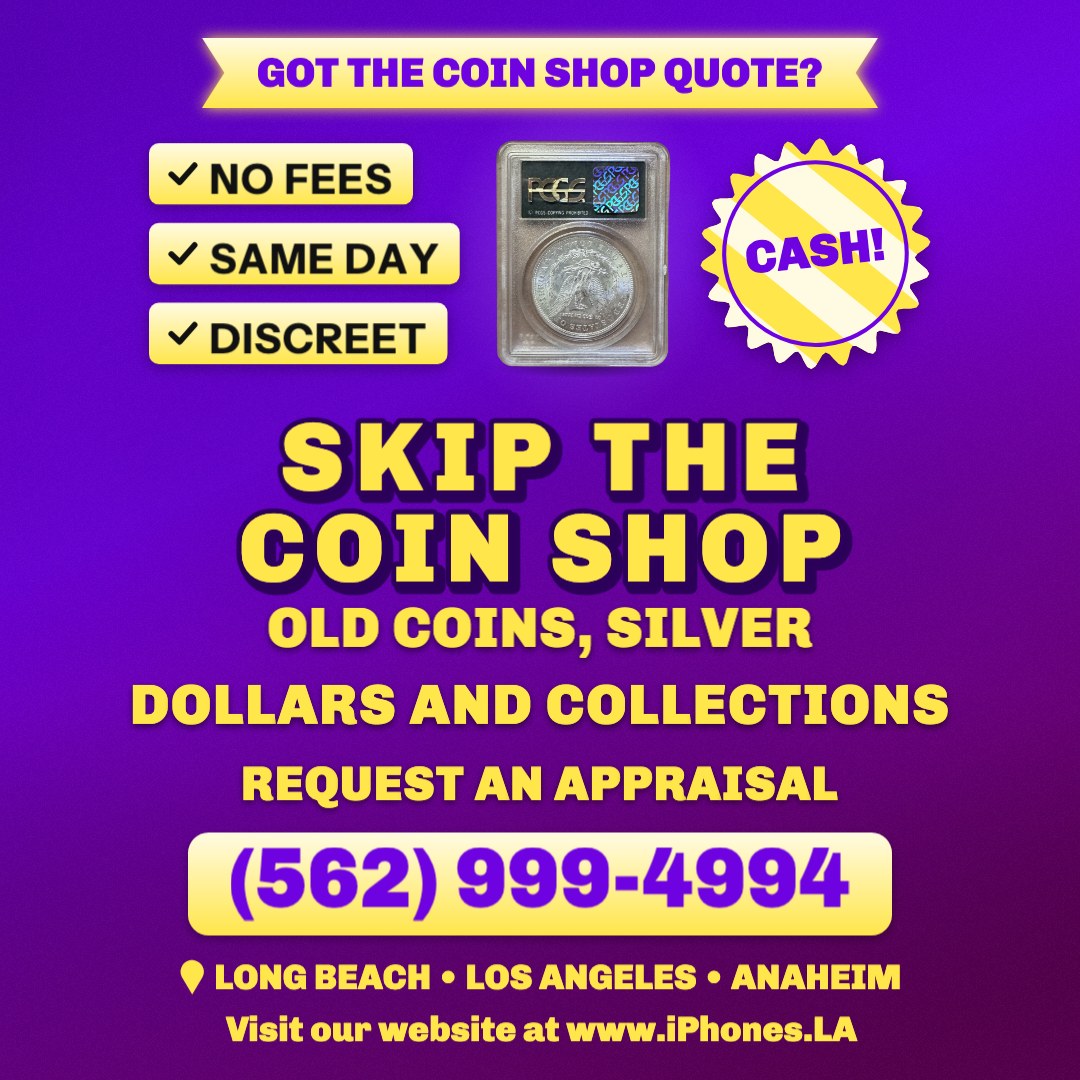 GOT THE COIN SHOP QUOTE?
NO FEES
SAME DAY
DISCREET
PCGS
CASH!
SKIP THE
COIN SHOP
OLD COINS, SILVER
DOLLARS AND COLLECTIONS
REQUEST AN APPRAISAL
(562) 999-4994
LONG BEACH • LOS ANGELES • ANAHEIM
Visit our website at www.iPhones.LA